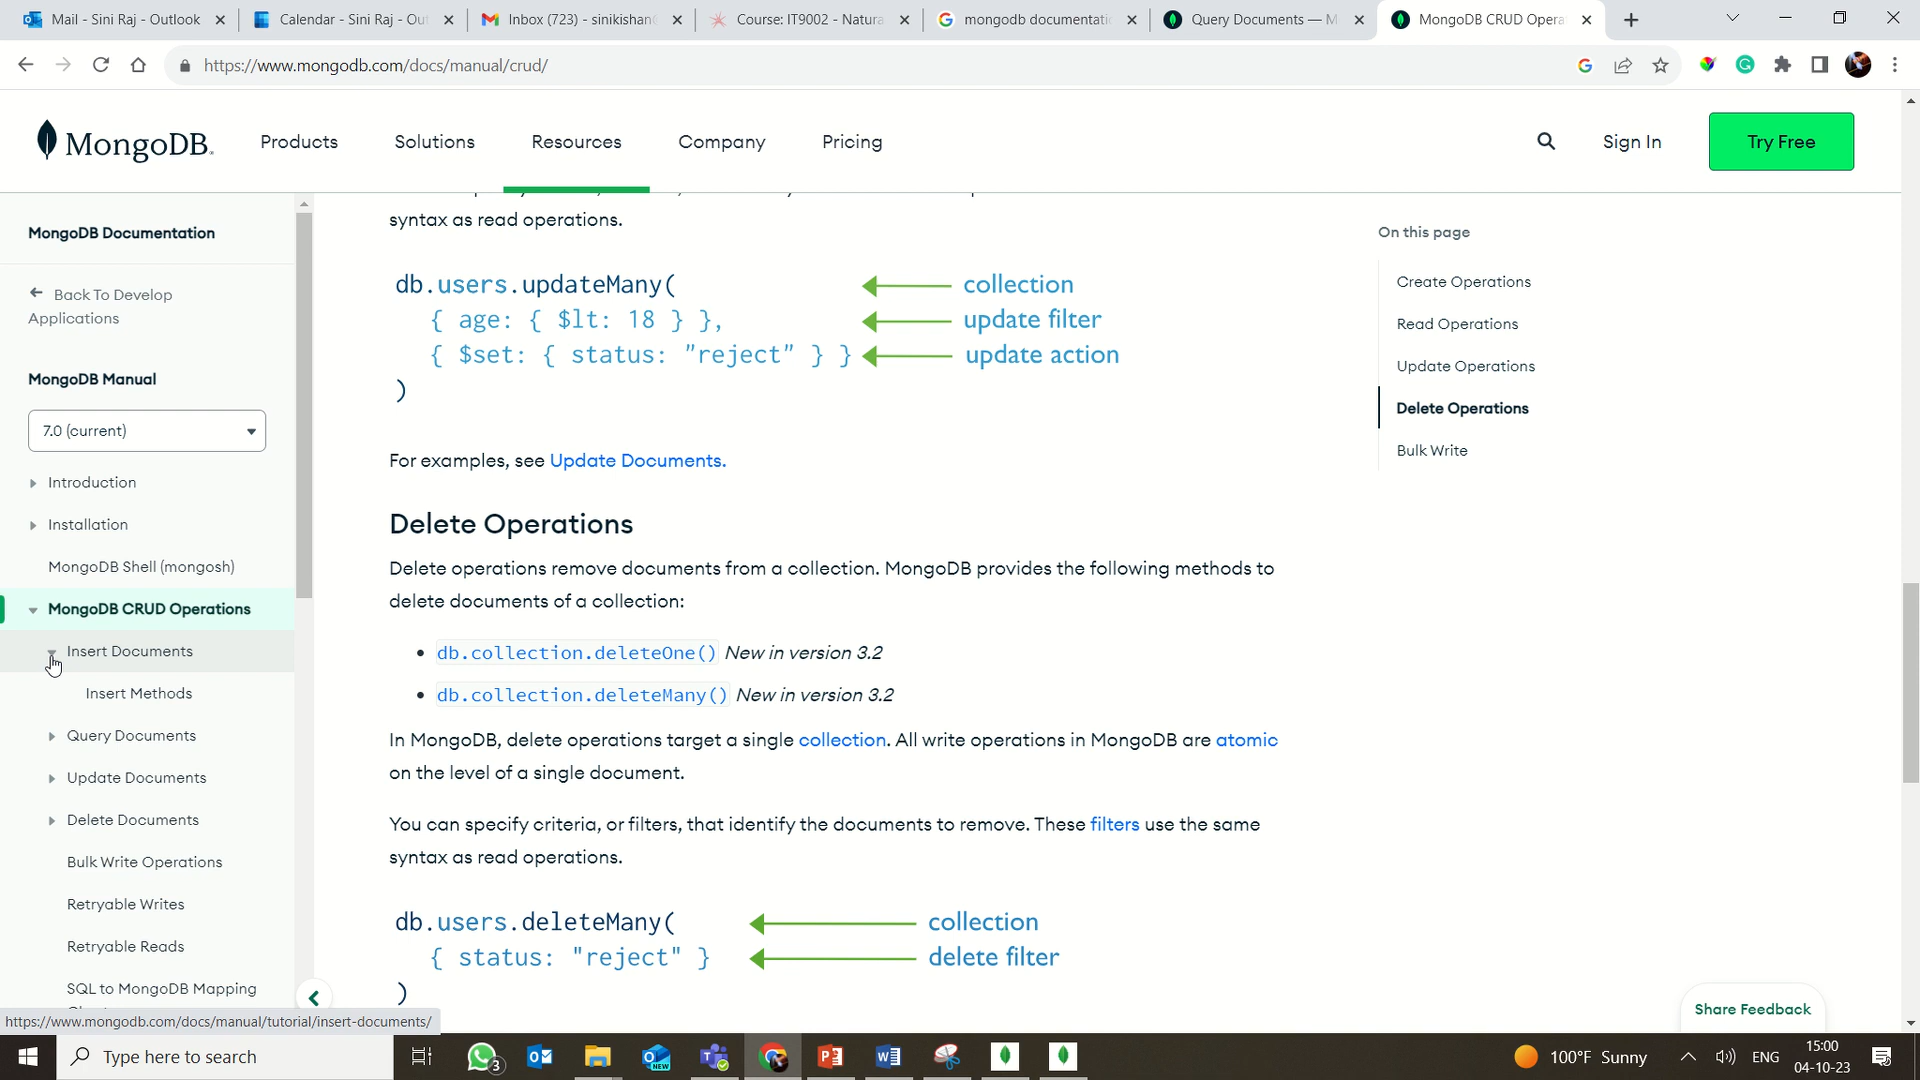 Mail - Sini Raj - Outlook
Calendar - Sini Raj - Ou
Inbox (723) - sinikishan
Course: IT9002 - Natura
mongodb documentati
Query Documents — M
MongoDB CRUD Opera
https://www.mongodb.com/docs/manual/crud/
MongoDB.
Products
Solutions
Resources
Company
Pricing
Sign In
Try Free
MongoDB Documentation
Back To Develop
Applications
MongoDB Manual
7.0 (current)
Introduction
Installation
MongoDB Shell (mongosh)
MongoDB CRUD Operations
Insert Documents
Insert Methods
Query Documents
Update Documents
Delete Documents
Bulk Write Operations
Retryable Writes
Retryable Reads
SQL to MongoDB Mapping
https://www.mongodb.com/docs/manual/tutorial/insert-documents/
syntax as read operations.
db.users.updateMany( collection
{ age: { $lt: 18 } }, update filter
{ $set: { status: "reject" } } update action
)
For examples, see Update Documents.
Delete Operations
Delete operations remove documents from a collection. MongoDB provides the following methods to
delete documents of a collection:
• db.collection.deleteOne() New in version 3.2
• db.collection.deleteMany() New in version 3.2
In MongoDB, delete operations target a single collection. All write operations in MongoDB are atomic
on the level of a single document.
You can specify criteria, or filters, that identify the documents to remove. These filters use the same
syntax as read operations.
db.users.deleteMany( collection
{ status: "reject" } delete filter
)
On this page
Create Operations
Read Operations
Update Operations
Delete Operations
Bulk Write
Share Feedback
Type here to search
3
NEW
100°F Sunny
ENG
15:00
04-10-23